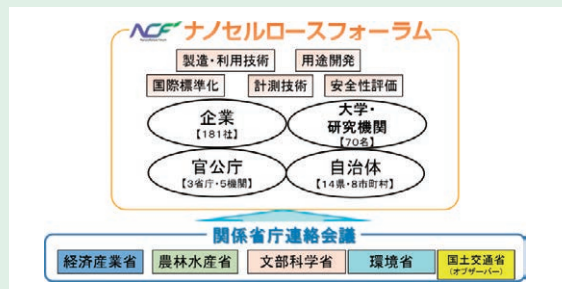 NCF ナノセルロースフォーラム
製造・利用技術 用途開発
国際標準化 計測技術 安全性評価
企業
【181社】
大学・
研究機関
【70名】
官公庁
【3省庁・5機関】
自治体
【14県・8市町村】
関係省庁連絡会議
経済産業省 農林水産省 文部科学省 環境省 国土交通省
(オブザーバー)